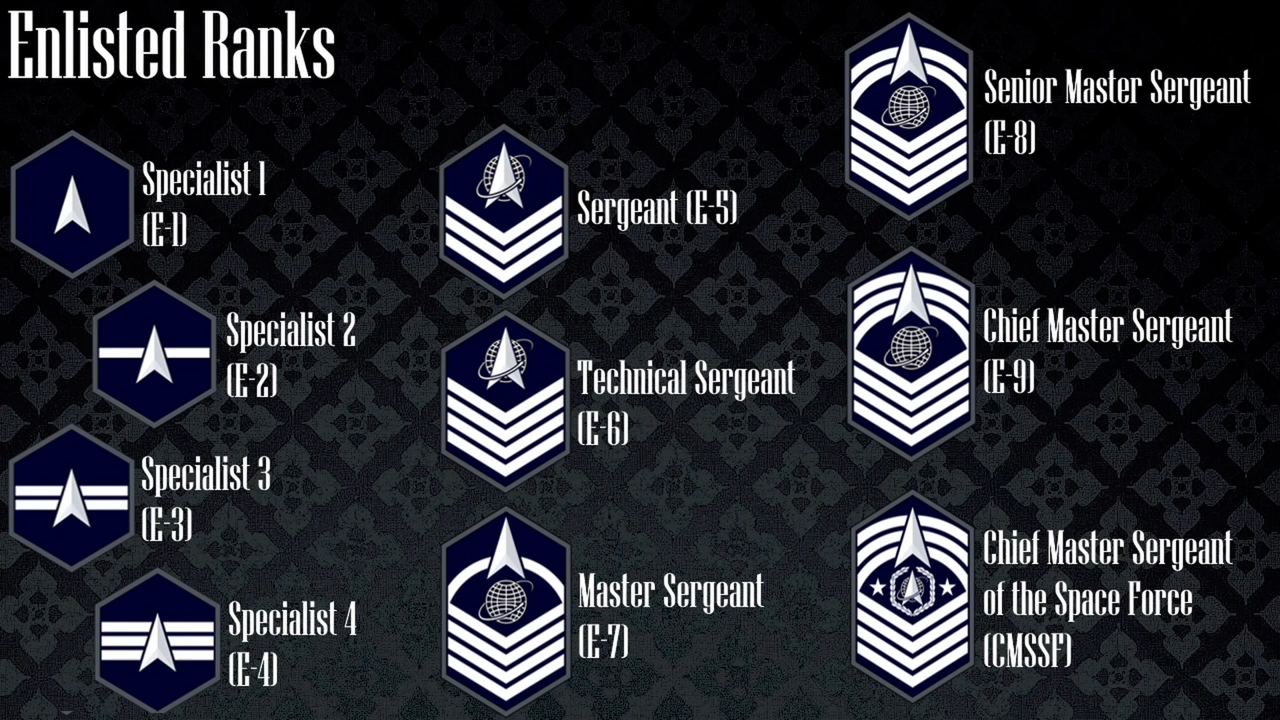 Enlisted Ranks
Specialist 1
(E-1)
Specialist 2
(E-2)
Specialist 3
(E-3)
Specialist 4
(E-4)
Sergeant (E-5)
Technical Sergeant
(E-6)
Master Sergeant
(E-7)
Senior Master Sergeant
(E-8)
Chief Master Sergeant
(E-9)
Chief Master Sergeant
of the Space Force
(CMSSF)